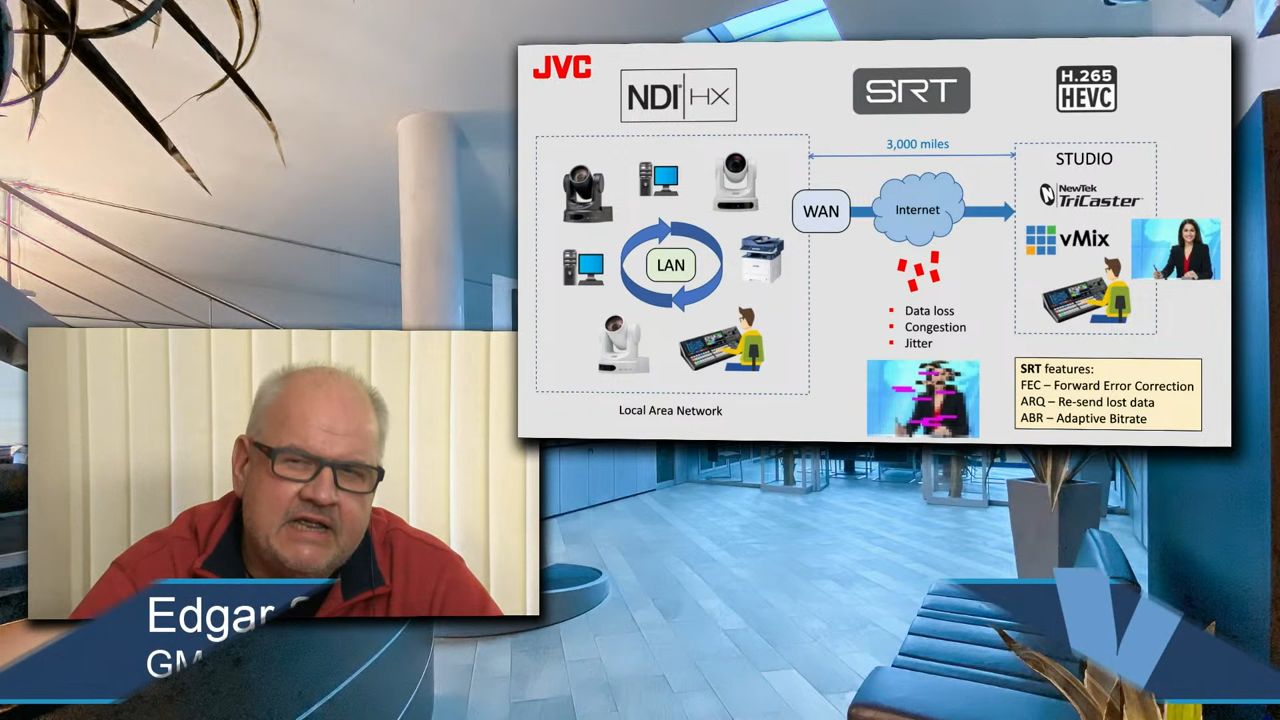 JVC
NDI HX
SRT
H.265
HEVC
3,000 miles
STUDIO
NewTek
TriCaster
WAN
Internet
vMix
LAN
Data loss
Congestion
Jitter
Local Area Network
SRT features:
FEC – Forward Error Correction
ARQ – Re-send lost data
ABR – Adaptive Bitrate
Edgar
GM